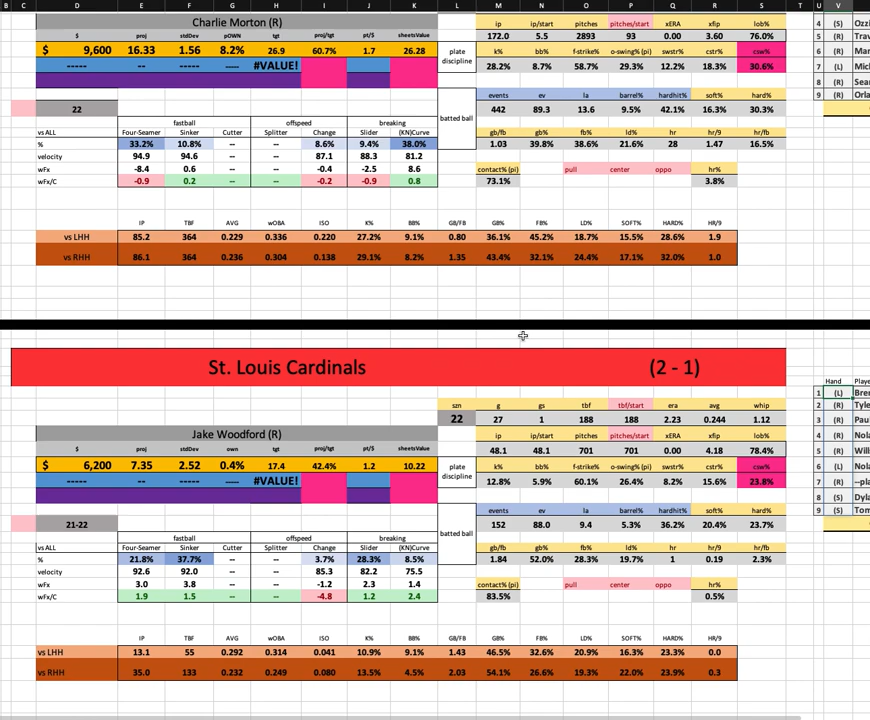 B C D E F G H I J K L M N O P Q R S T U V W
Charlie Morton (R) ip ip/start pitches pitches/start xERA xfip lob% 4 (S) Ozzi
$ proj stdDev pOWN tgt proj/tgt pt/$ sheetsValue 172.0 5.5 2893 93 0.00 3.60 76.0% 5 (R) Trav
$ 9,600 16.33 1.56 8.2% 26.9 60.7% 1.7 26.28 plate discipline k% bb% f-strike% o-swing% (pi) swstr% cstr% csw% 6 (R) Mar
----- -- ----- ---- #VALUE! 28.2% 8.7% 58.7% 29.3% 12.2% 18.3% 30.6% 7 (L) Mich
8 (R) Sea
events ev la barrel% hardhit% soft% hard% 9 (R) Orla
22 442 89.3 13.6 9.5% 42.1% 16.3% 30.3%
fastball offspeed breaking batted ball
vs ALL Four-Seamer Sinker Cutter Splitter Change Slider (KN)Curve gb/fb gb% fb% ld% hr hr/9 hr/fb
% 33.2% 10.8% -- -- 8.6% 9.4% 38.0% 1.03 39.8% 38.6% 21.6% 28 1.47 16.5%
velocity 94.9 94.6 -- -- 87.1 88.3 81.2
wFx -8.4 0.6 -- -- -0.4 -2.5 8.6 contact% (pi) pull center oppo hr%
wFx/C -0.9 0.2 -- -- -0.2 -0.9 0.8 73.1% 3.8%
IP TBF AVG wOBA ISO K% BB% GB/FB GB% FB% LD% SOFT% HARD% HR/9
vs LHH 85.2 364 0.229 0.336 0.220 27.2% 9.1% 0.80 36.1% 45.2% 18.7% 15.5% 28.6% 1.9
vs RHH 86.1 364 0.236 0.304 0.138 29.1% 8.2% 1.35 43.4% 32.1% 24.4% 17.1% 32.0% 1.0
St. Louis Cardinals (2 - 1)
Hand Playe
1 (L) Bren
szn g gs tbf tbf/start era avg whip 2 (R) Tyle
22 27 1 188 188 2.23 0.244 1.12 3 (R) Pau
Jake Woodford (R) ip ip/start pitches pitches/start xERA xfip lob% 4 (R) Nola
$ proj stdDev own tgt proj/tgt pt/$ sheetsValue 48.1 48.1 701 701 0.00 4.18 78.4% 5 (R) Wills
$ 6,200 7.35 2.52 0.4% 17.4 42.4% 1.2 10.22 plate discipline k% bb% f-strike% o-swing% (pi) swstr% cstr% csw% 6 (L) Nola
----- -- ----- ---- #VALUE! 12.8% 5.9% 60.1% 26.4% 8.2% 15.6% 23.8% 7 (R) --pla
8 (S) Dyla
events ev la barrel% hardhit% soft% hard% 9 (S) Tom
21-22 152 88.0 9.4 5.3% 36.2% 20.4% 23.7%
fastball offspeed breaking batted ball
vs ALL Four-Seamer Sinker Cutter Splitter Change Slider (KN)Curve gb/fb gb% fb% ld% hr hr/9 hr/fb
% 21.8% 37.7% -- -- 3.7% 28.3% 8.5% 1.84 52.0% 28.3% 19.7% 1 0.19 2.3%
velocity 92.6 92.0 -- -- 85.3 82.2 75.5
wFx 3.0 3.8 -- -- -1.2 2.3 1.4 contact% (pi) pull center oppo hr%
wFx/C 1.9 1.5 -- -- -4.8 1.2 2.4 83.5% 0.5%
IP TBF AVG wOBA ISO K% BB% GB/FB GB% FB% LD% SOFT% HARD% HR/9
vs LHH 13.1 55 0.292 0.314 0.041 10.9% 9.1% 1.43 46.5% 32.6% 20.9% 16.3% 23.3% 0.0
vs RHH 35.0 133 0.232 0.249 0.080 13.5% 4.5% 2.03 54.1% 26.6% 19.3% 22.0% 23.9% 0.3